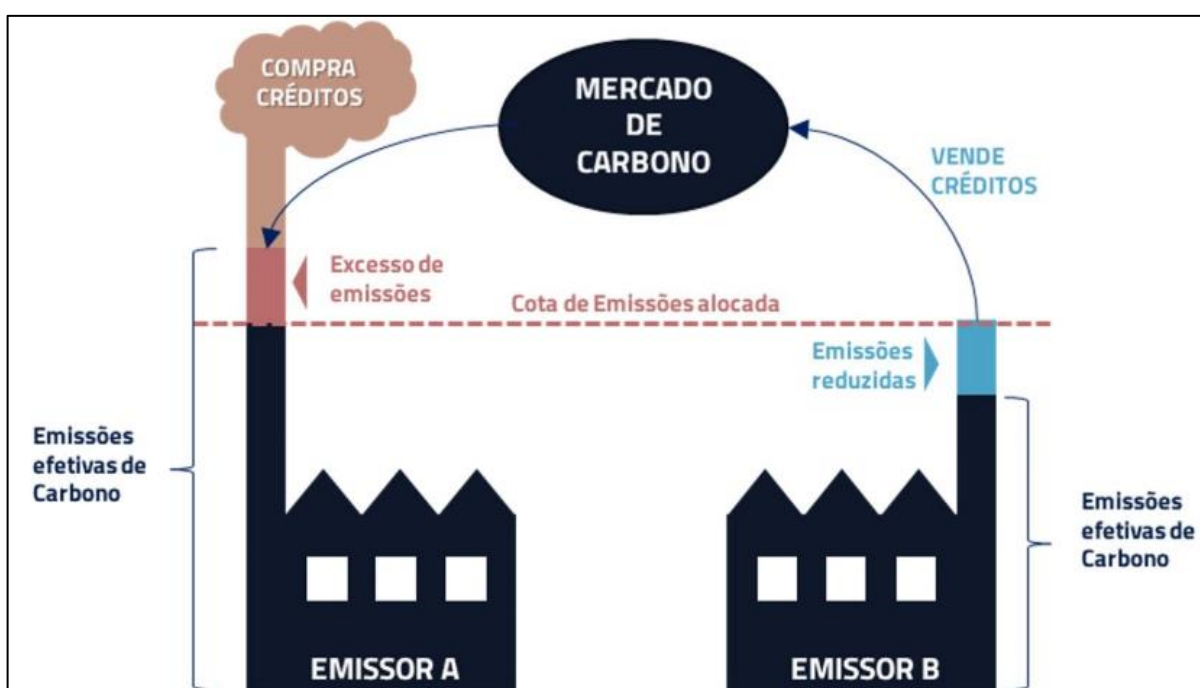 COMPRA
CRÉDITOS
MERCADO
DE
CARBONO
VENDE
CRÉDITOS
Excesso de
emissões
Cota de Emissões alocada
Emissões
reduzidas
Emissões
efetivas de
Carbono
Emissões
efetivas de
Carbono
EMISSOR A
EMISSOR B